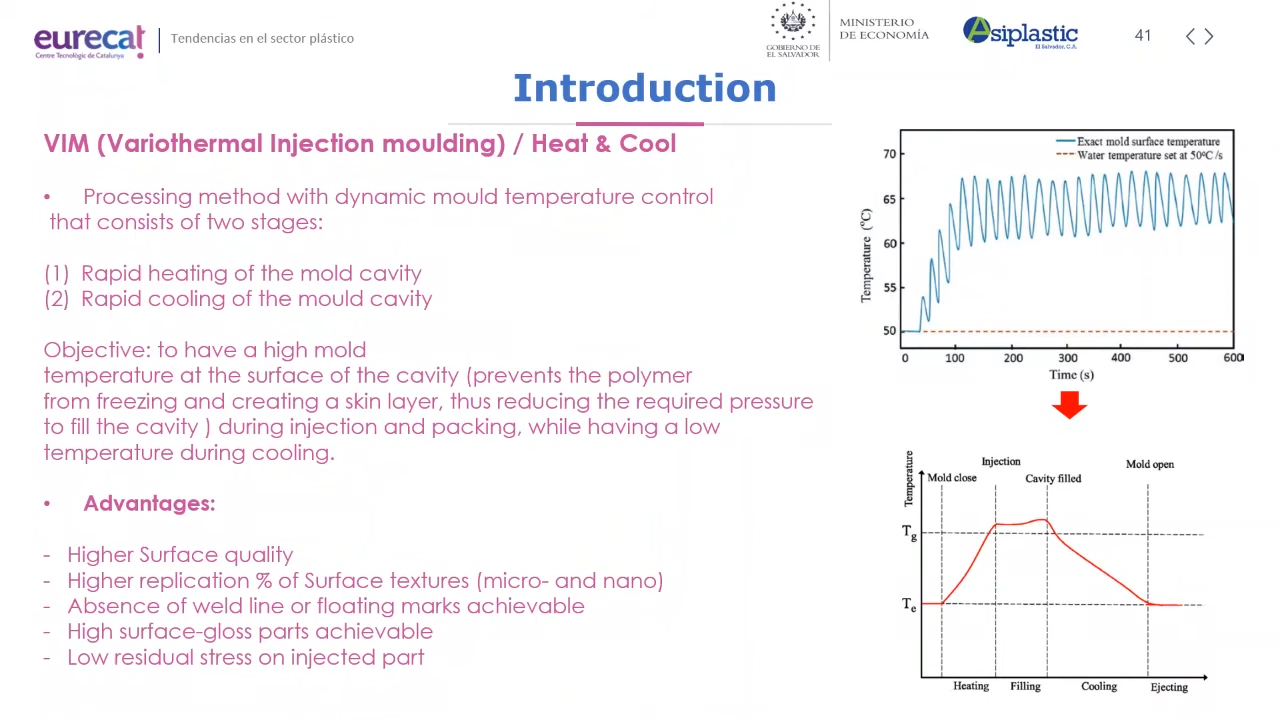 eurecat
Centre Tecnològic de Catalunya
Tendencias en el sector plástico
GOBIERNO DE
EL SALVADOR
MINISTERIO
DE ECONOMÍA
Asiplastic
El Salvador, C.A.
41
Introduction
VIM (Variothermal Injection moulding) / Heat & Cool
• Processing method with dynamic mould temperature control
that consists of two stages:
(1) Rapid heating of the mold cavity
(2) Rapid cooling of the mould cavity
Objective: to have a high mold
temperature at the surface of the cavity (prevents the polymer
from freezing and creating a skin layer, thus reducing the required pressure
to fill the cavity ) during injection and packing, while having a low
temperature during cooling.
• Advantages:
- Higher Surface quality
- Higher replication % of Surface textures (micro- and nano)
- Absence of weld line or floating marks achievable
- High surface-gloss parts achievable
- Low residual stress on injected part
Exact mold surface temperature
Water temperature set at 50°C /s
Temperature (°C)
70
65
60
55
50
0 100 200 300 400 500 600
Time (s)
Temperature
Injection
Mold open
Mold close
Cavity filled
Tg
Te
Heating Filling Cooling Ejecting